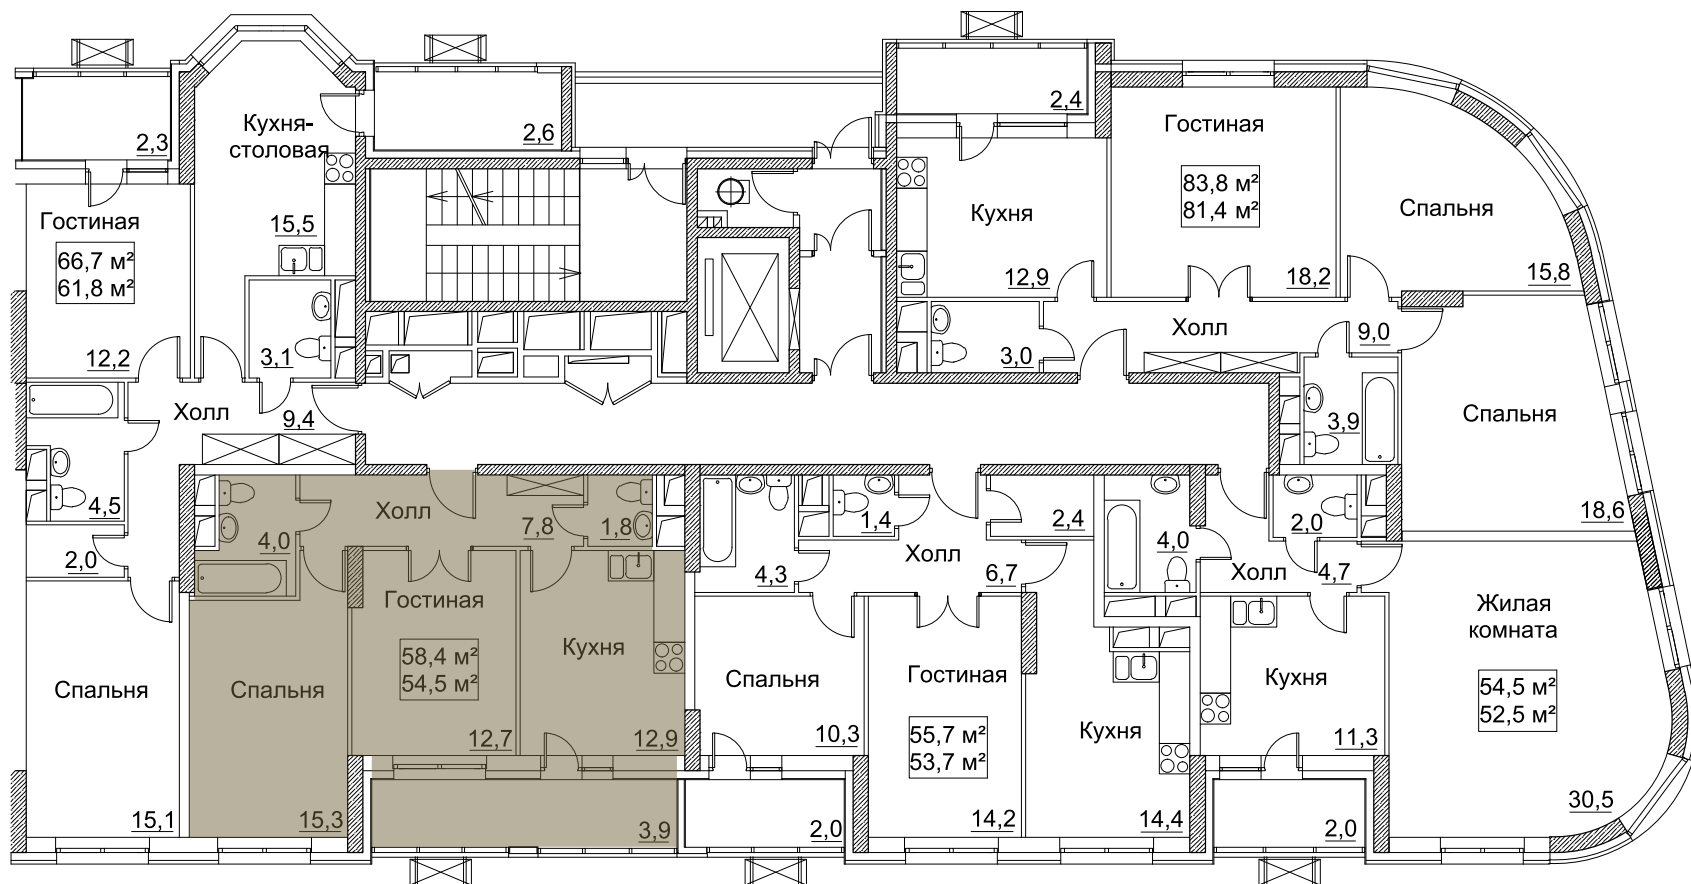 2,3
Кухня-
столовая
2,6
2,4
Гостиная
83,8 м²
81,4 м²
Спальня
Гостиная
66,7 м²
61,8 м²
15,5
Кухня
12,9
18,2
15,8
12,2
3,1
3,0
Холл
9,0
Холл
9,4
3,9
Спальня
4,5
2,0
4,0
Холл
7,8
1,8
1,4
2,4
4,0
2,0
18,6
4,3
Холл
6,7
Холл
4,7
Гостиная
58,4 м²
54,5 м²
Кухня
Жилая
комната
54,5 м²
52,5 м²
Спальня
Спальня
12,7
12,9
Спальня
10,3
Гостиная
55,7 м²
53,7 м²
Кухня
Кухня
11,3
15,1
15,3
3,9
2,0
14,2
14,4
2,0
30,5